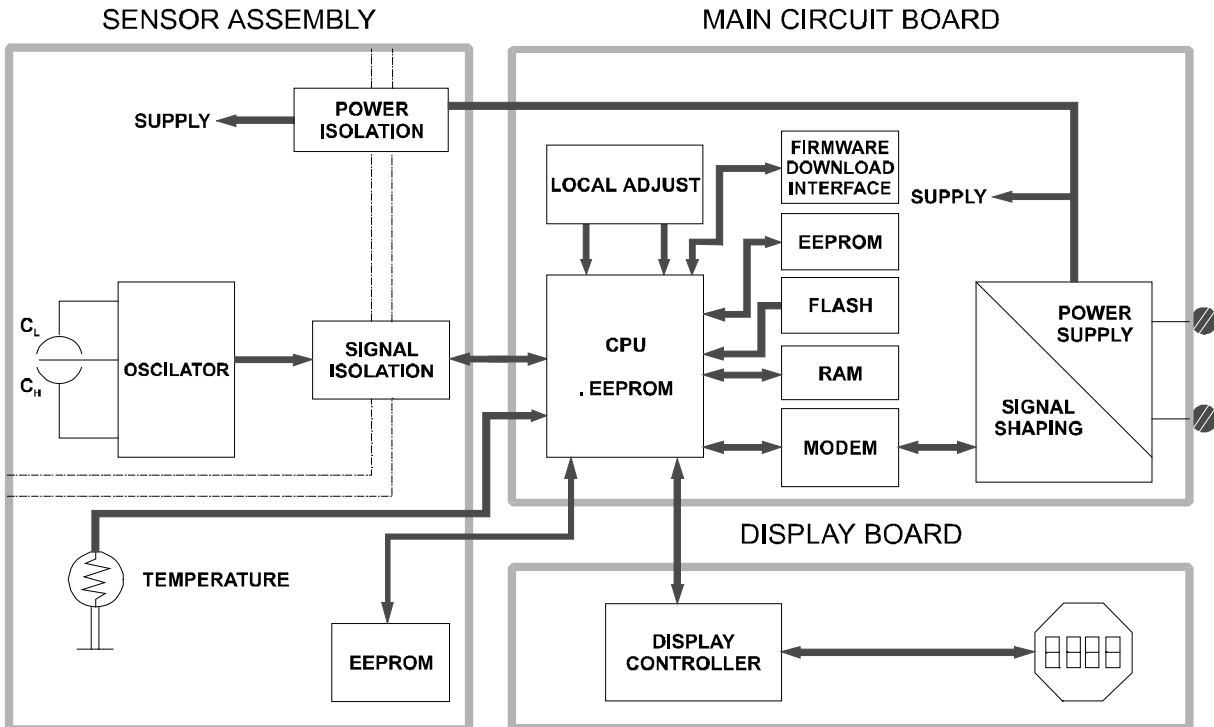 SENSOR ASSEMBLY
MAIN CIRCUIT BOARD
SUPPLY
POWER
ISOLATION
LOCAL ADJUST
FIRMWARE
DOWNLOAD
INTERFACE
SUPPLY
EEPROM
FLASH
POWER
SUPPLY
CL
CH
OSCILATOR
SIGNAL
ISOLATION
CPU
. EEPROM
RAM
SIGNAL
SHAPING
MODEM
DISPLAY BOARD
TEMPERATURE
EEPROM
DISPLAY
CONTROLLER